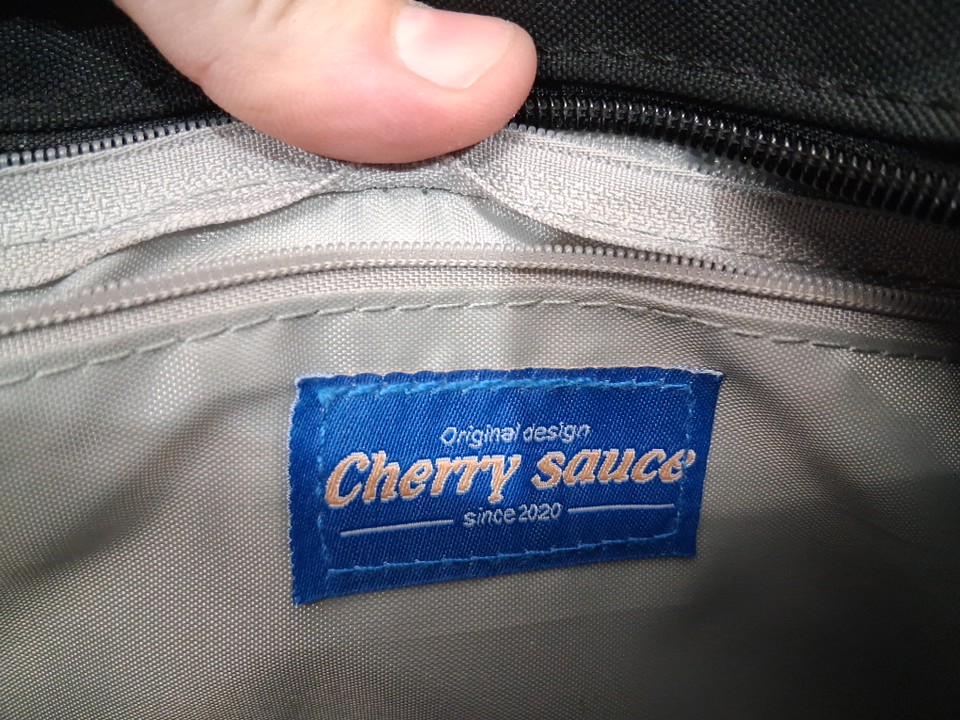 Original design
Cherry sauce
since 2020